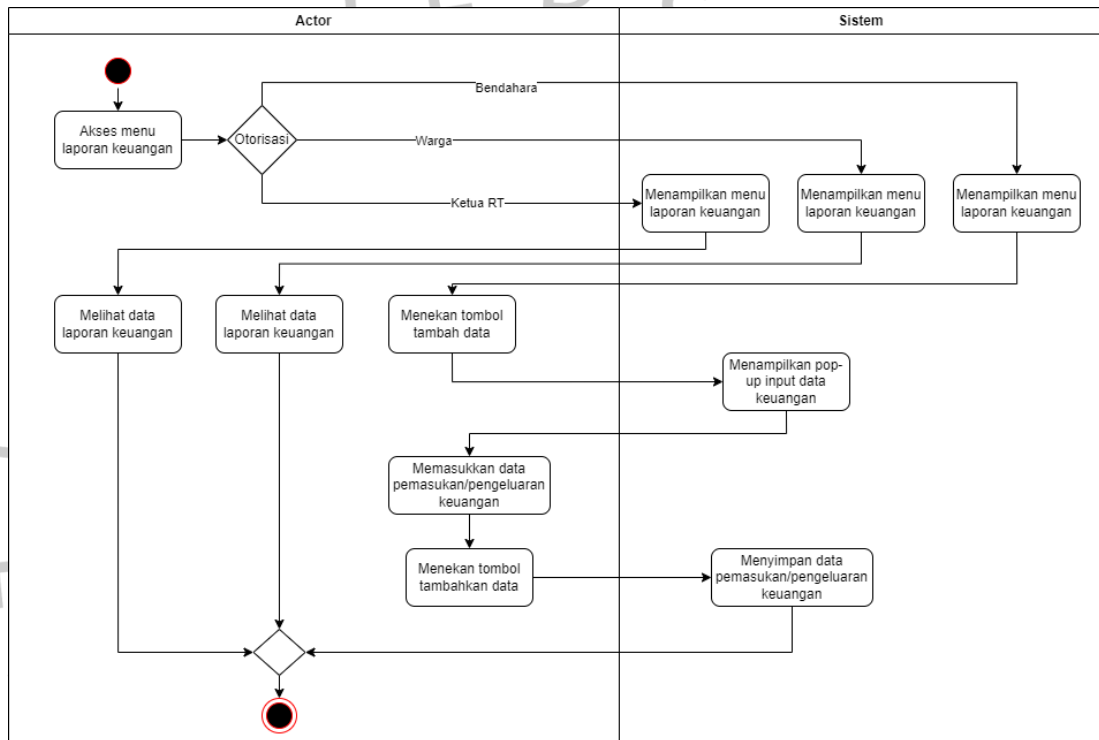 Actor
Sistem
Bendahara
Akses menu
laporan keuangan
Otorisasi
Warga
Ketua RT
Menampilkan menu
laporan keuangan
Menampilkan menu
laporan keuangan
Menampilkan menu
laporan keuangan
Melihat data
laporan keuangan
Melihat data
laporan keuangan
Menekan tombol
tambah data
Menampilkan pop-
up input data
keuangan
Memasukkan data
pemasukan/pengeluaran
keuangan
Menekan tombol
tambahkan data
Menyimpan data
pemasukan/pengeluaran
keuangan